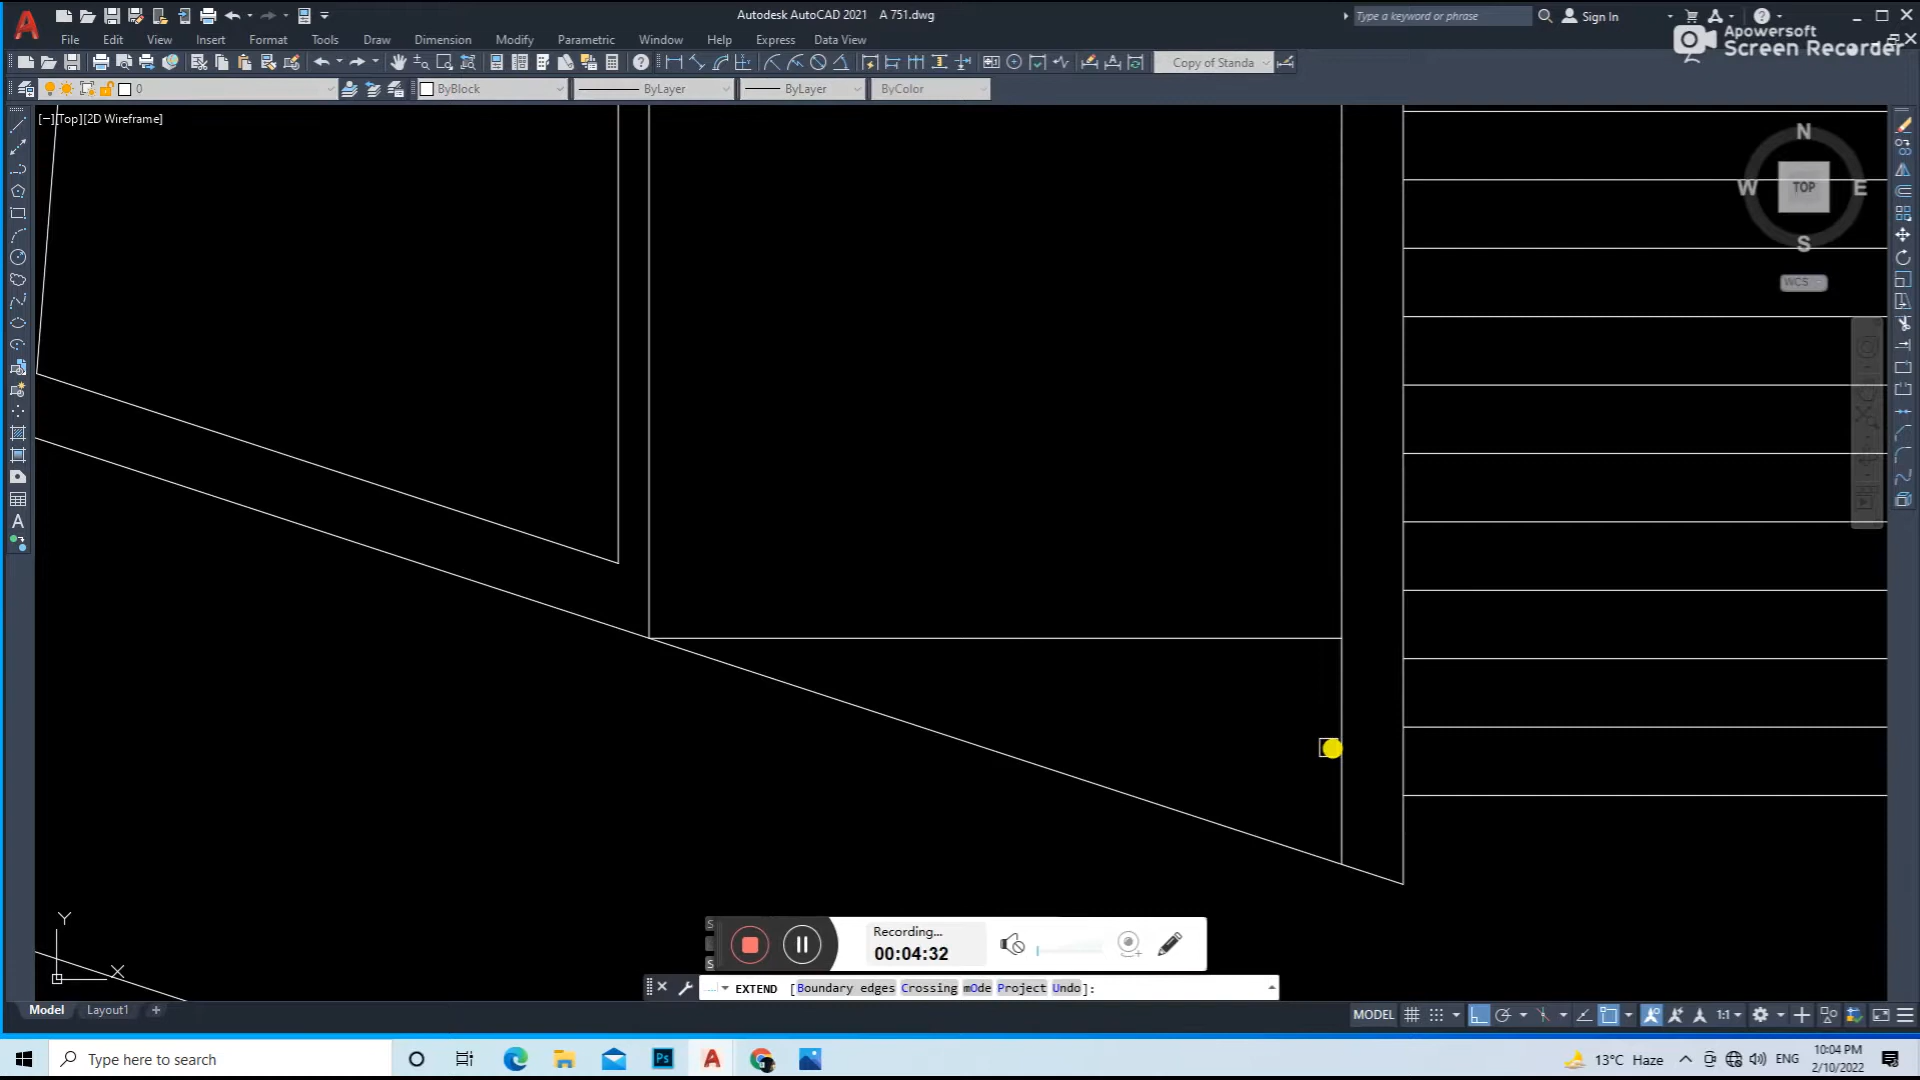 Autodesk AutoCAD 2021 A 751.dwg
Type a keyword or phrase
Sign In
File Edit View Insert Format Tools Draw Dimension Modify Parametric Window Help Express Data View
Apowersoft
Screen Recorder
Copy of Standa
0
ByBlock
ByLayer
ByLayer
ByColor
[−][Top][2D Wireframe]
N
W TOP E
S
WCS
A
Y
X
S
S
Recording...
00:04:32
EXTEND [Boundary edges Crossing mOde Project Undo]:
Model Layout1 +
MODEL
1:1
Type here to search
Ps
13°C Haze
ENG
10:04 PM
2/10/2022